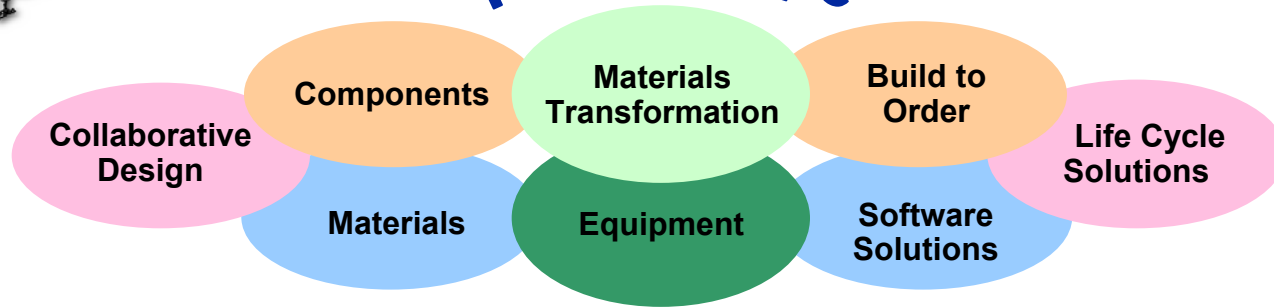 Components
Materials
Transformation
Build to
Order
Collaborative
Design
Life Cycle
Solutions
Materials
Equipment
Software
Solutions